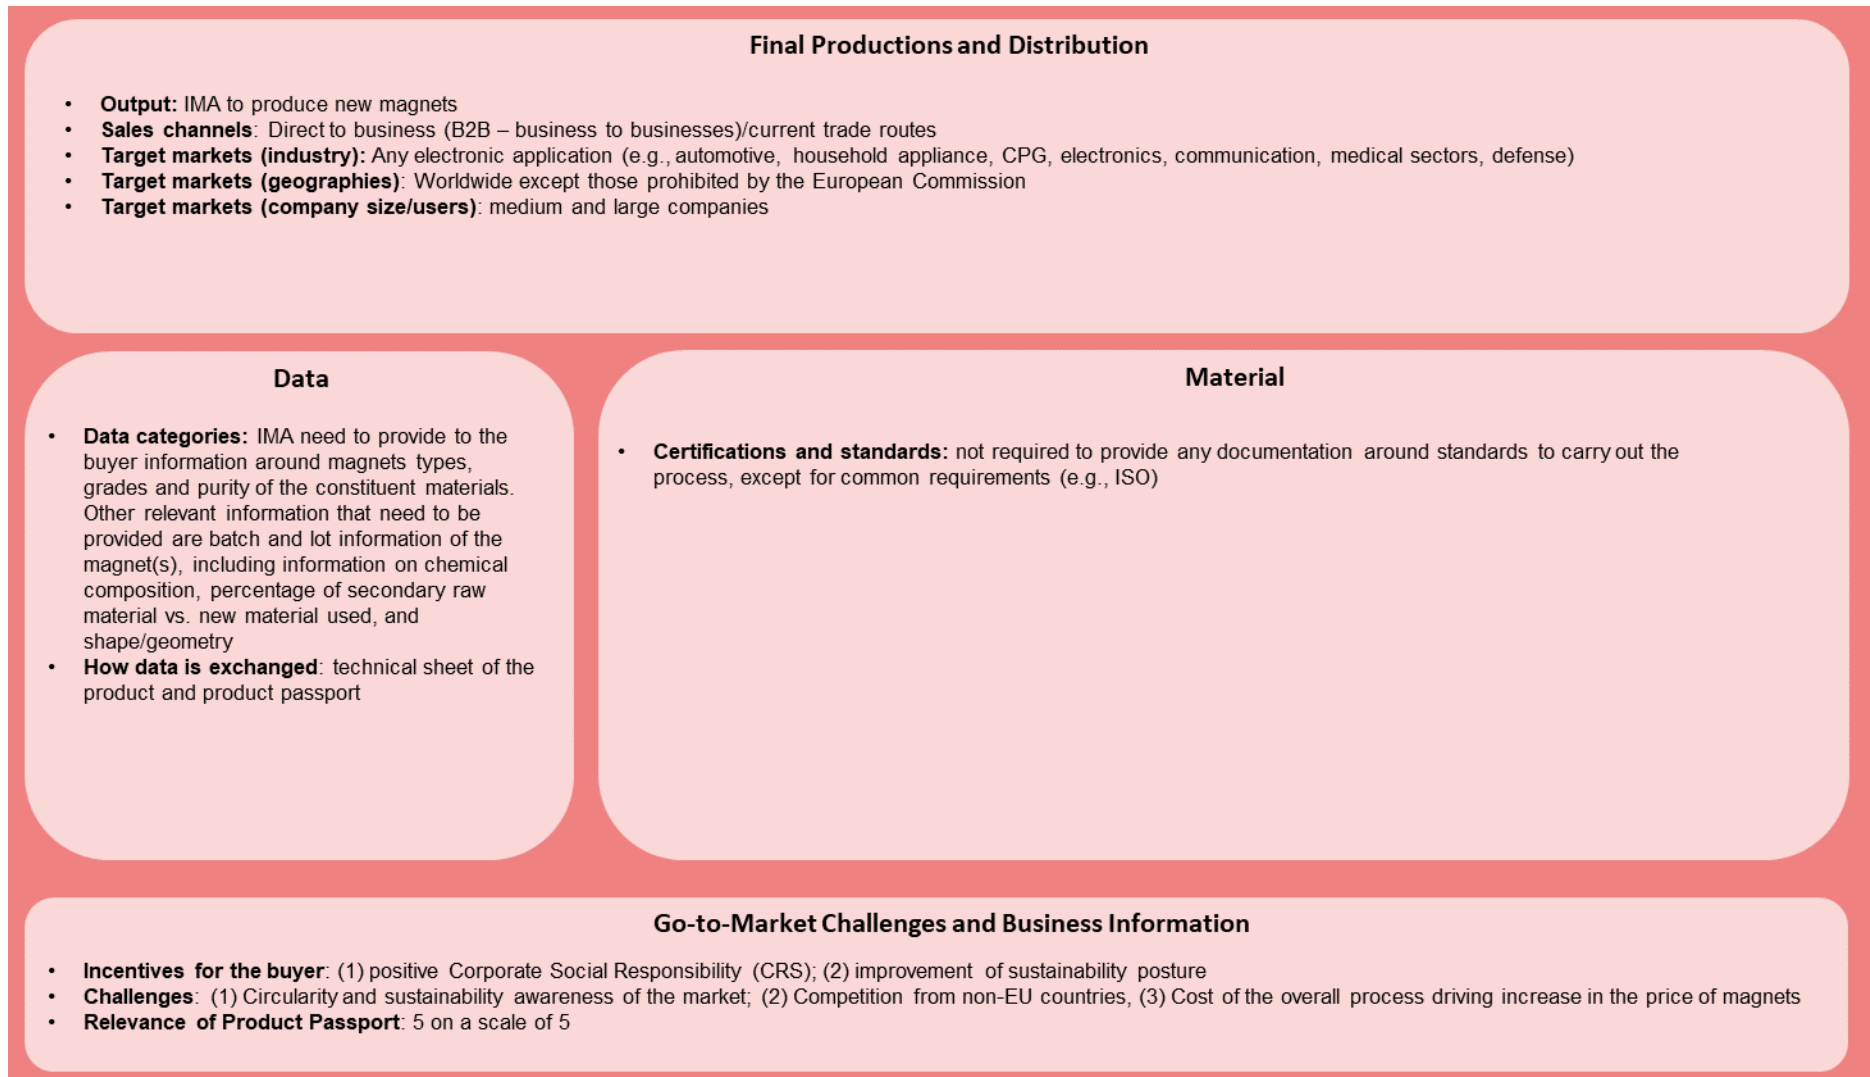 Final Productions and Distribution
• Output: IMA to produce new magnets
• Sales channels: Direct to business (B2B – business to businesses)/current trade routes
• Target markets (industry): Any electronic application (e.g., automotive, household appliance, CPG, electronics, communication, medical sectors, defense)
• Target markets (geographies): Worldwide except those prohibited by the European Commission
• Target markets (company size/users): medium and large companies
Data
• Data categories: IMA need to provide to the
buyer information around magnets types,
grades and purity of the constituent materials.
Other relevant information that need to be
provided are batch and lot information of the
magnet(s), including information on chemical
composition, percentage of secondary raw
material vs. new material used, and
shape/geometry
• How data is exchanged: technical sheet of the
product and product passport
Material
• Certifications and standards: not required to provide any documentation around standards to carry out the
process, except for common requirements (e.g., ISO)
Go-to-Market Challenges and Business Information
• Incentives for the buyer: (1) positive Corporate Social Responsibility (CRS); (2) improvement of sustainability posture
• Challenges: (1) Circularity and sustainability awareness of the market; (2) Competition from non-EU countries, (3) Cost of the overall process driving increase in the price of magnets
• Relevance of Product Passport: 5 on a scale of 5